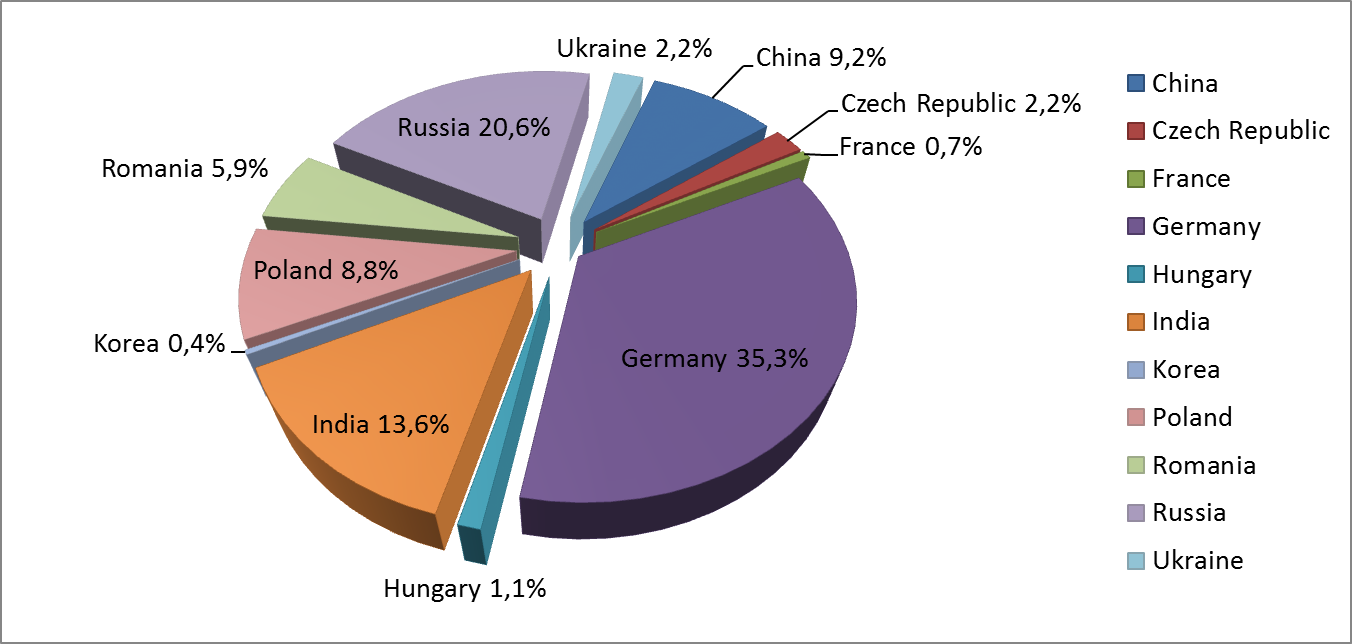 Ukraine 2,2%
China 9,2%
Czech Republic 2,2%
France 0,7%
Russia 20,6%
Romania 5,9%
Poland 8,8%
Korea 0,4%
Germany 35,3%
India 13,6%
Hungary 1,1%
China
Czech Republic
France
Germany
Hungary
India
Korea
Poland
Romania
Russia
Ukraine